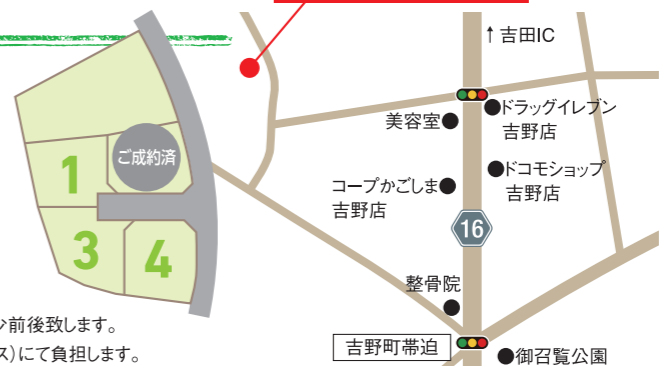 ↑吉田IC
ドラッグイレブン
吉野店
美容室
ドコモショップ
吉野店
コープかごしま
吉野店
16
整骨院
吉野町帯迫
御召覧公園
ご成約済
1
3
4
前後致します。
ス)にて負担します。